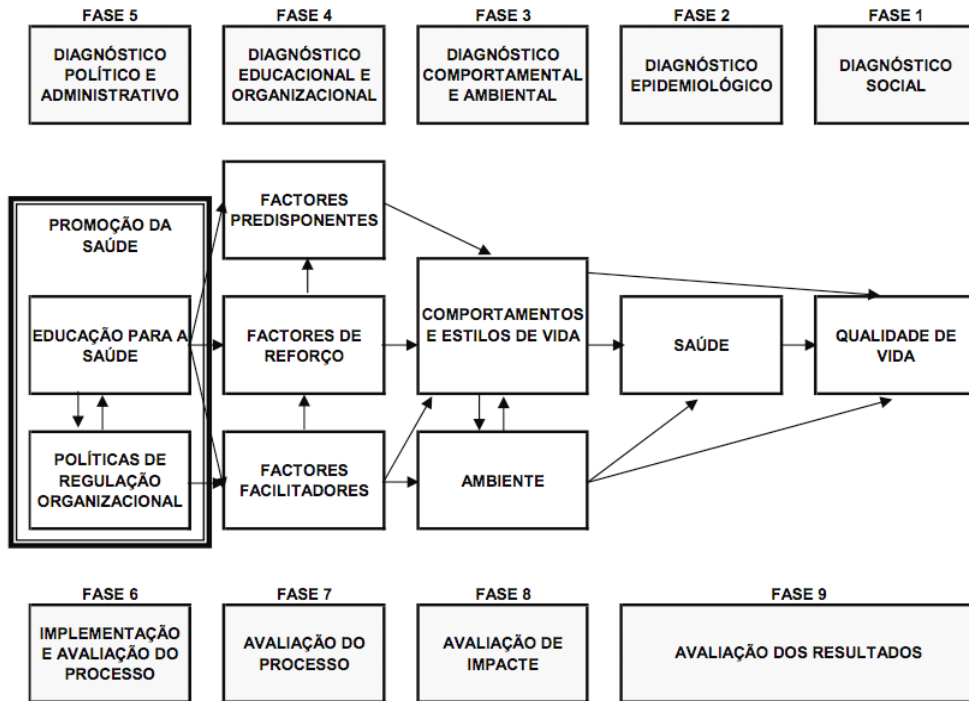 FASE 5
FASE 4
FASE 3
FASE 2
FASE 1
DIAGNÓSTICO
POLÍTICO E
ADMINISTRATIVO
DIAGNÓSTICO
EDUCACIONAL E
ORGANIZACIONAL
DIAGNÓSTICO
COMPORTAMENTAL
E AMBIENTAL
DIAGNÓSTICO
EPIDEMIOLÓGICO
DIAGNÓSTICO
SOCIAL
PROMOÇÃO DA
SAÚDE
EDUCAÇÃO PARA A
SAÚDE
POLÍTICAS DE
REGULAÇÃO
ORGANIZACIONAL
FACTORES
PREDISPONENTES
FACTORES DE
REFORÇO
FACTORES
FACILITADORES
COMPORTAMENTOS
E ESTILOS DE VIDA
AMBIENTE
SAÚDE
QUALIDADE DE
VIDA
FASE 6
FASE 7
FASE 8
FASE 9
IMPLEMENTAÇÃO
E AVALIAÇÃO DO
PROCESSO
AVALIAÇÃO DO
PROCESSO
AVALIAÇÃO DE
IMPACTE
AVALIAÇÃO DOS RESULTADOS